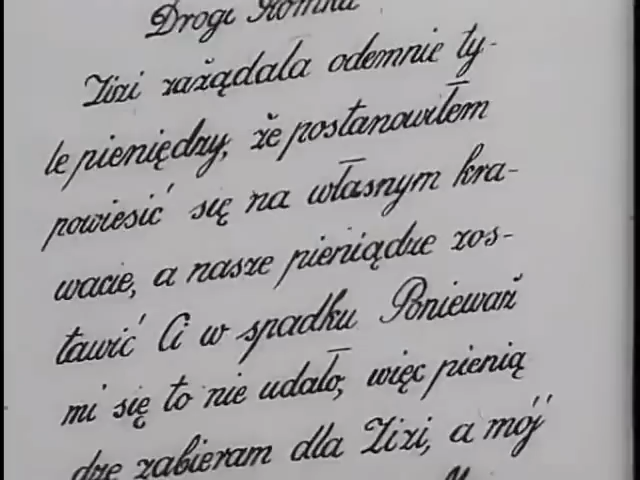 Drogi Romku
Zizi zażądała odemnie ty-
le pieniędzy, że postanowiłem
powiesić się na własnym kra-
wacie, a nasze pieniądze zos-
tawić Ci w spadku Ponieważ
mi się to nie udało, więc pienią
dze zabieram dla Zizi, a mój